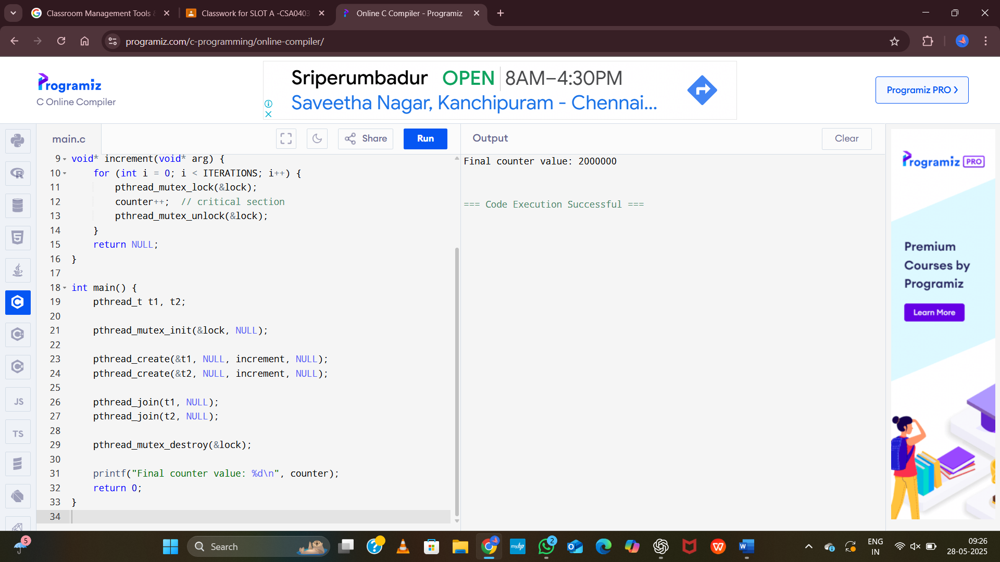 Classroom Management Tools &
Classwork for SLOT A -CSA0403
Online C Compiler - Programiz
programiz.com/c-programming/online-compiler/
Programiz
C Online Compiler
Sriperumbadur OPEN 8AM–4:30PM
Saveetha Nagar, Kanchipuram - Chennai...
Programiz PRO >
main.c
Share
Run
Output
Clear
9 void* increment(void* arg) {
10 for (int i = 0; i < ITERATIONS; i++) {
11 pthread_mutex_lock(&lock);
12 counter++; // critical section
13 pthread_mutex_unlock(&lock);
14 }
15 return NULL;
16 }
17
18 int main() {
19 pthread_t t1, t2;
20
21 pthread_mutex_init(&lock, NULL);
22
23 pthread_create(&t1, NULL, increment, NULL);
24 pthread_create(&t2, NULL, increment, NULL);
25
26 pthread_join(t1, NULL);
27 pthread_join(t2, NULL);
28
29 pthread_mutex_destroy(&lock);
30
31 printf("Final counter value: %d\n", counter);
32 return 0;
33 }
34
Final counter value: 2000000
=== Code Execution Successful ===
JS
TS
Programiz PRO
Premium
Courses by
Programiz
Learn More
5
Search
myhp
2
ENG
IN
09:26
28-05-2025